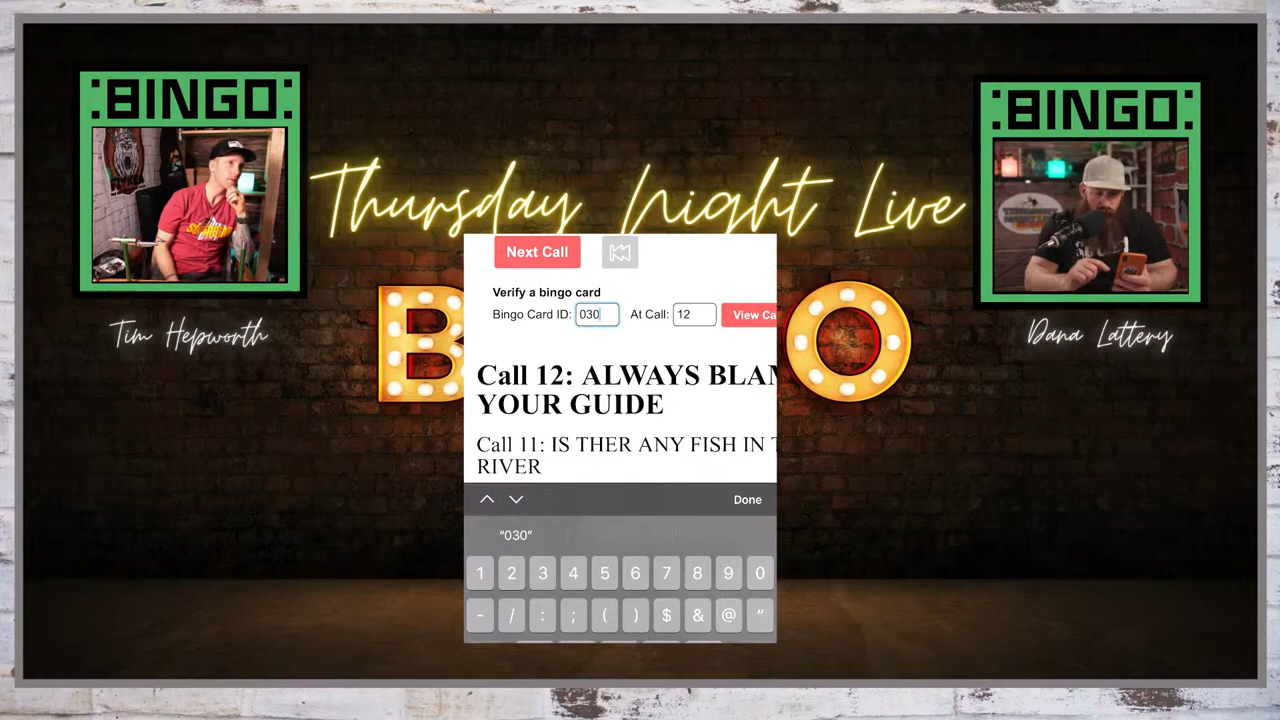 :BINGO:
:BINGO:
Thursday Night Live
Tim Hepworth
Dana Lattery
B
O
Next Call
Verify a bingo card
Bingo Card ID: 030 At Call: 12 View Ca
Call 12: ALWAYS BLAM
YOUR GUIDE
Call 11: IS THER ANY FISH IN T
RIVER
Done
"030"
1 2 3 4 5 6 7 8 9 0
- / : ; ( ) $ & @ "